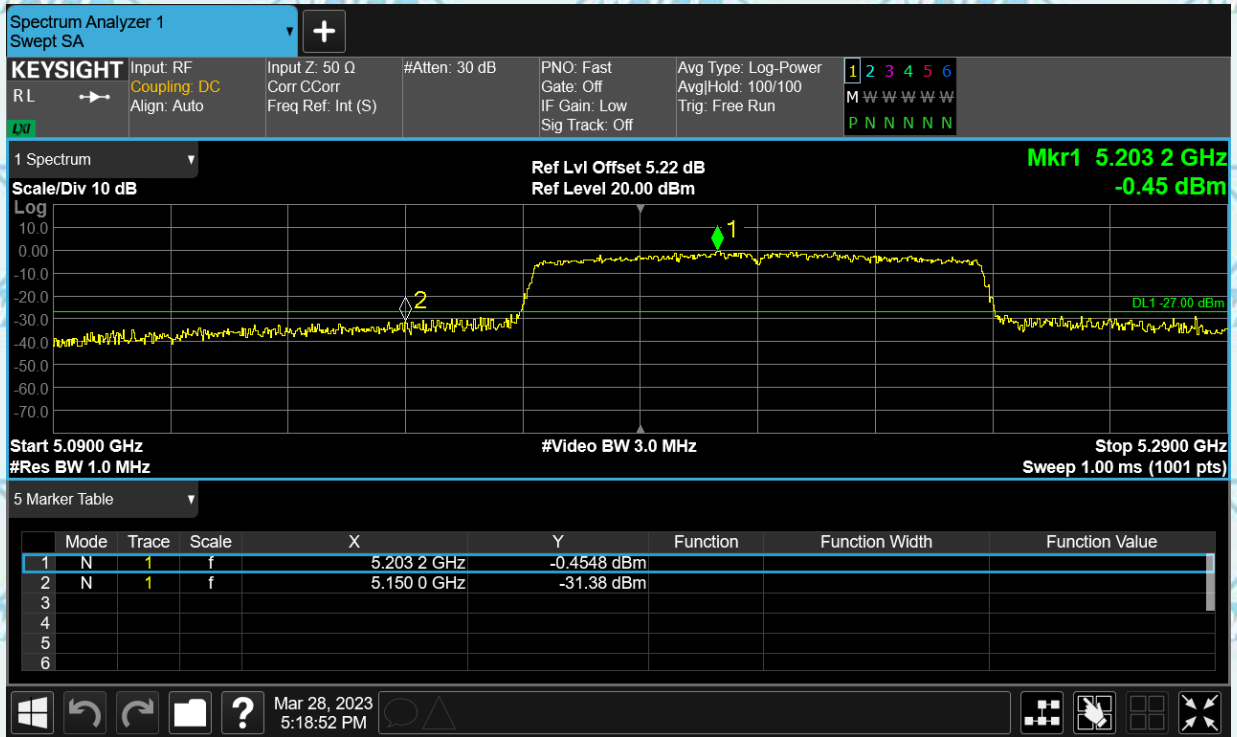 Spectrum Analyzer 1
Swept SA
KEYSIGHT
R L
LXI
Input: RF
Coupling: DC
Align: Auto
Input Z: 50 Ω
Corr CCorr
Freq Ref: Int (S)
#Atten: 30 dB
PNO: Fast
Gate: Off
IF Gain: Low
Sig Track: Off
Avg Type: Log-Power
Avg|Hold: 100/100
Trig: Free Run
1 2 3 4 5 6
M W W W W W
P N N N N N
1 Spectrum
Scale/Div 10 dB
Ref Lvl Offset 5.22 dB
Ref Level 20.00 dBm
Mkr1 5.203 2 GHz
-0.45 dBm
Log
10.0
0.00
-10.0
-20.0
-30.0
-40.0
-50.0
-60.0
-70.0
1
2
DL1 -27.00 dBm
Start 5.0900 GHz
#Res BW 1.0 MHz
#Video BW 3.0 MHz
Stop 5.2900 GHz
Sweep 1.00 ms (1001 pts)
5 Marker Table
Mode Trace Scale X Y Function Function Width Function Value
1 N 1 f 5.203 2 GHz -0.4548 dBm
2 N 1 f 5.150 0 GHz -31.38 dBm
3
4
5
6
?
Mar 28, 2023
5:18:52 PM